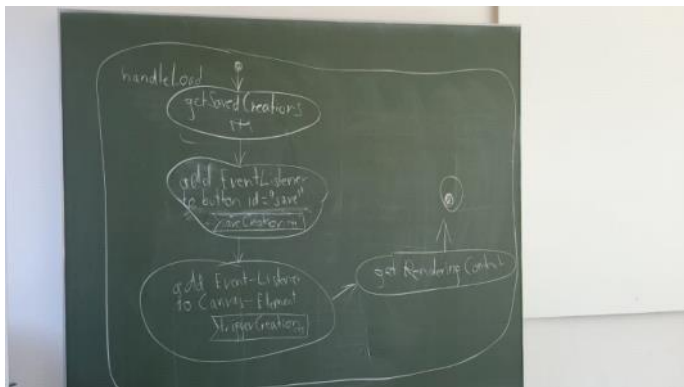 handleLoad
getSavedCreations
add EventListener
to button id="save"
saveCreation
add Event-Listener
to Canvas-Element
triggerCreation
get Rendering Context